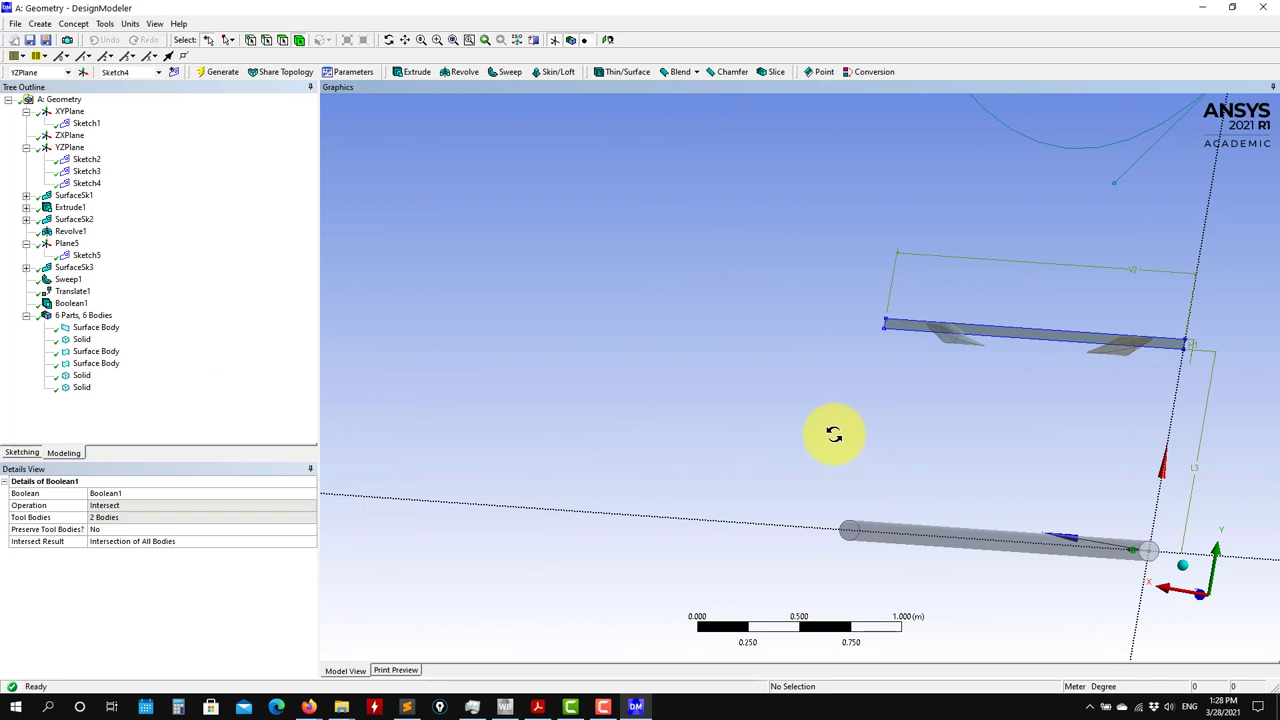 A: Geometry - DesignModeler
File Create Concept Tools Units View Help
Undo Redo Select:
YZPlane Sketch4 Generate Share Topology Parameters Extrude Revolve Sweep Skin/Loft Thin/Surface Blend Chamfer Slice Point Conversion
Tree Outline
A: Geometry
XYPlane
Sketch1
ZXPlane
YZPlane
Sketch2
Sketch3
Sketch4
SurfaceSk1
Extrude1
SurfaceSk2
Revolve1
Plane5
Sketch5
SurfaceSk3
Sweep1
Translate1
Boolean1
6 Parts, 6 Bodies
Surface Body
Solid
Surface Body
Surface Body
Solid
Solid
Sketching Modeling
Details View
Details of Boolean1
Boolean Boolean1
Operation Intersect
Tool Bodies 2 Bodies
Preserve Tool Bodies? No
Intersect Result Intersection of All Bodies
Graphics
ANSYS
2021 R1
ACADEMIC
V2
L3
Y
X
X
0.000 0.500 1.000 (m)
0.250 0.750
Model View Print Preview
Ready No Selection Meter Degree 0 0
DM
WB
ENG 1:28 PM
3/28/2021